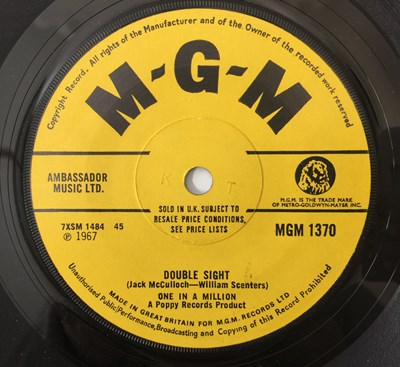 Copyright Record. All rights of the Manufacturer and of the Owner of the recorded work reserved
M-G-M
AMBASSADOR
MUSIC LTD.
K T
SOLD IN U.K. SUBJECT TO
RESALE PRICE CONDITIONS,
SEE PRICE LISTS
M.G.M. IS THE TRADE MARK
OF METRO-GOLDWYN-MAYER INC.
7XSM 1484 45
℗ 1967
MGM 1370
DOUBLE SIGHT
(Jack McCulloch—William Scenters)
ONE IN A MILLION
A Poppy Records Product
MADE IN GREAT BRITAIN FOR M.G.M. RECORDS LTD
Unauthorised Public/Performance, Broadcasting and Copying of this Record Prohibited